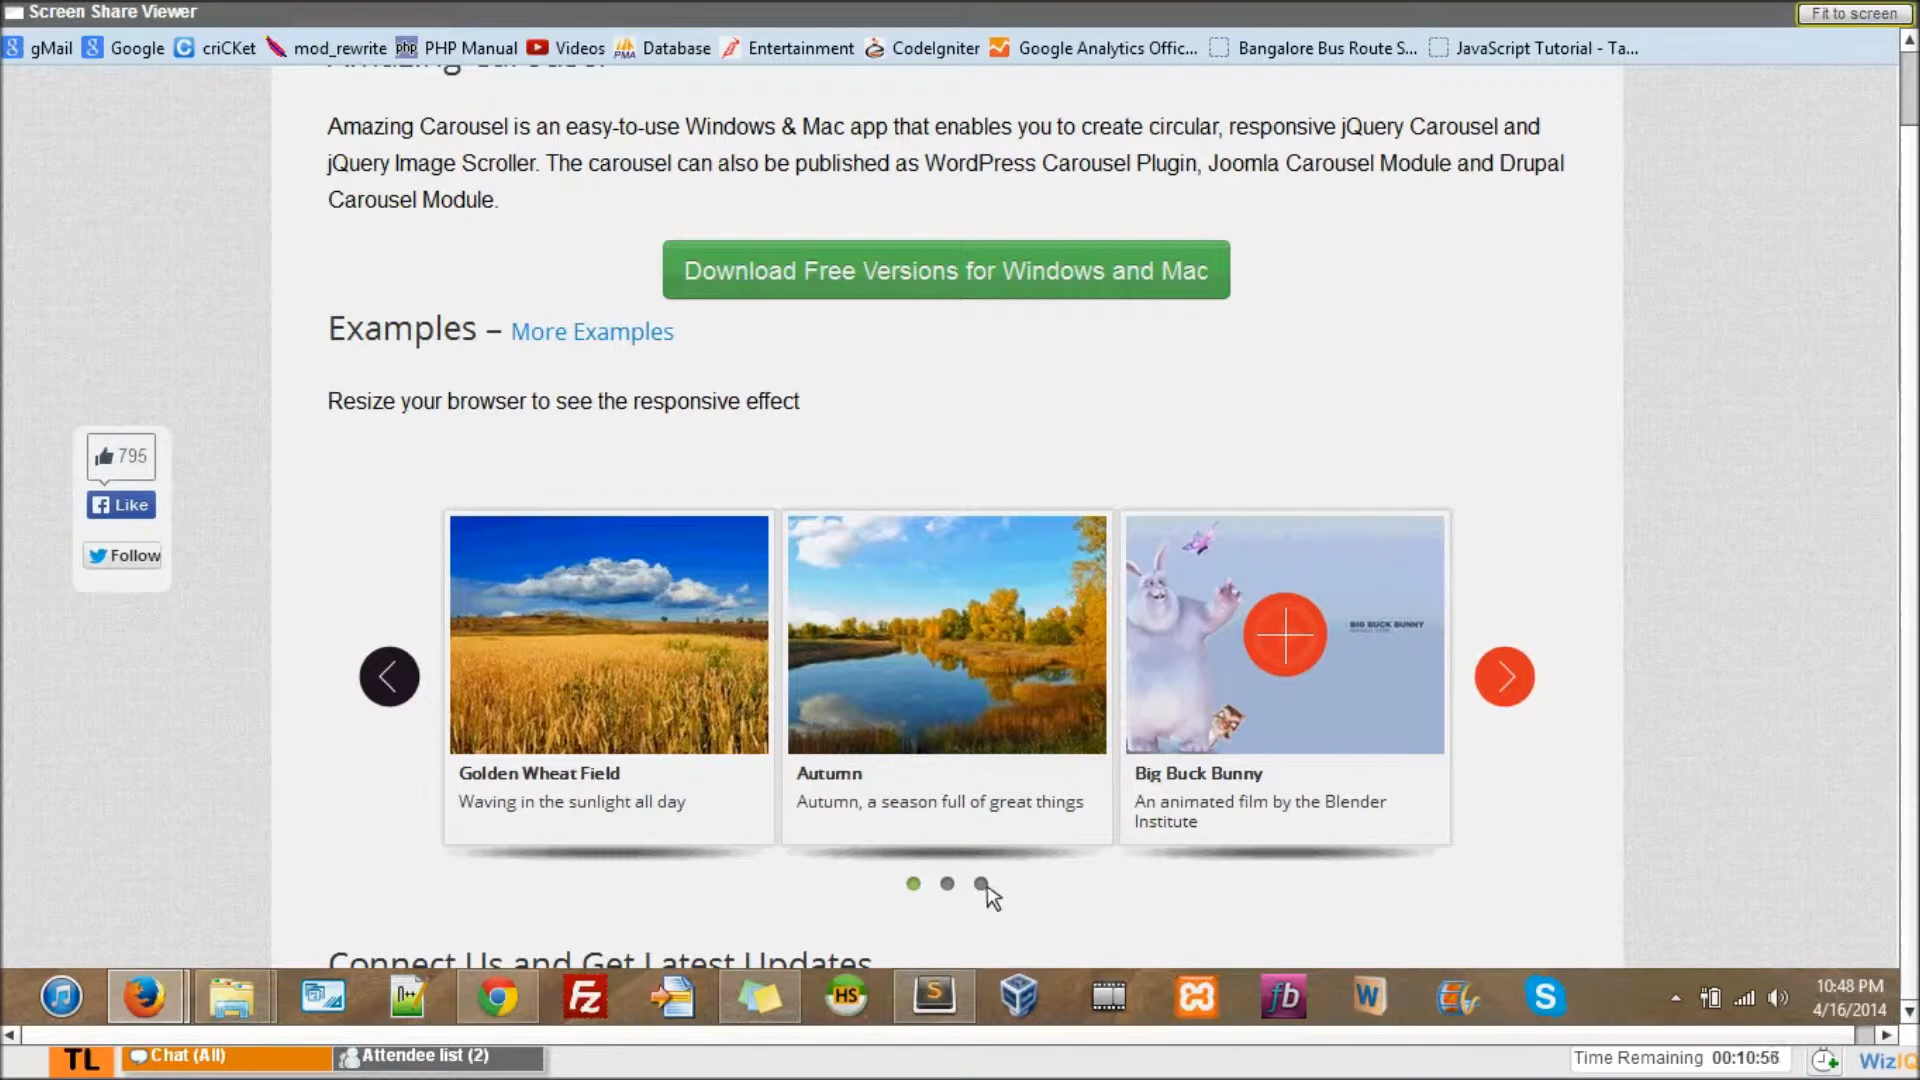 Screen Share Viewer
Fit to screen
gMail Google criCKet mod_rewrite PHP Manual Videos Database Entertainment CodeIgniter Google Analytics Offic... Bangalore Bus Route S... JavaScript Tutorial - Ta...
Amazing Carousel is an easy-to-use Windows & Mac app that enables you to create circular, responsive jQuery Carousel and
jQuery Image Scroller. The carousel can also be published as WordPress Carousel Plugin, Joomla Carousel Module and Drupal
Carousel Module.
Download Free Versions for Windows and Mac
Examples – More Examples
Resize your browser to see the responsive effect
795
Like
Follow
BIG BUCK BUNNY
Golden Wheat Field
Waving in the sunlight all day
Autumn
Autumn, a season full of great things
Big Buck Bunny
An animated film by the Blender
Institute
Connect Us and Get Latest Updates
10:48 PM
4/16/2014
TL Chat (All) Attendee list (2)
Time Remaining 00:10:56
WizIQ